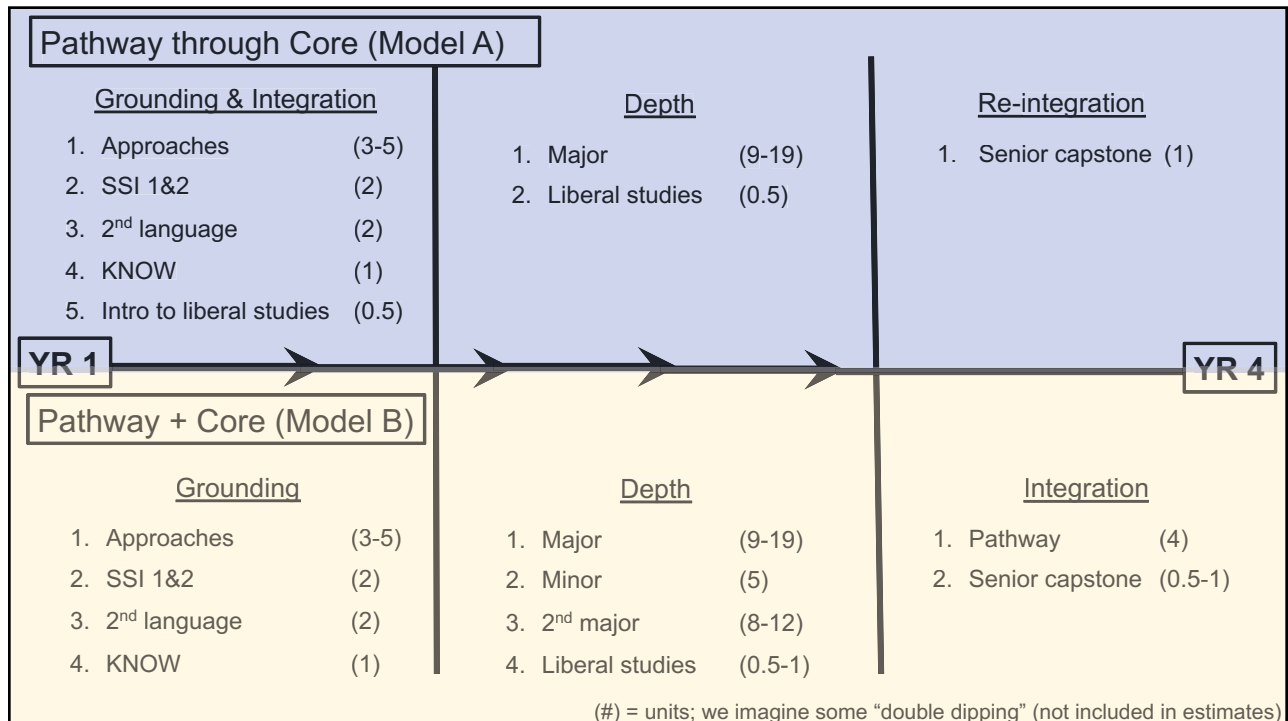 Pathway through Core (Model A)
Grounding & Integration
1. Approaches (3-5)
2. SSI 1&2 (2)
3. 2nd language (2)
4. KNOW (1)
5. Intro to liberal studies (0.5)
Depth
1. Major (9-19)
2. Liberal studies (0.5)
Re-integration
1. Senior capstone (1)
YR 1
YR 4
Pathway + Core (Model B)
Grounding
1. Approaches (3-5)
2. SSI 1&2 (2)
3. 2nd language (2)
4. KNOW (1)
Depth
1. Major (9-19)
2. Minor (5)
3. 2nd major (8-12)
4. Liberal studies (0.5-1)
Integration
1. Pathway (4)
2. Senior capstone (0.5-1)
(#) = units; we imagine some “double dipping” (not included in estimates)